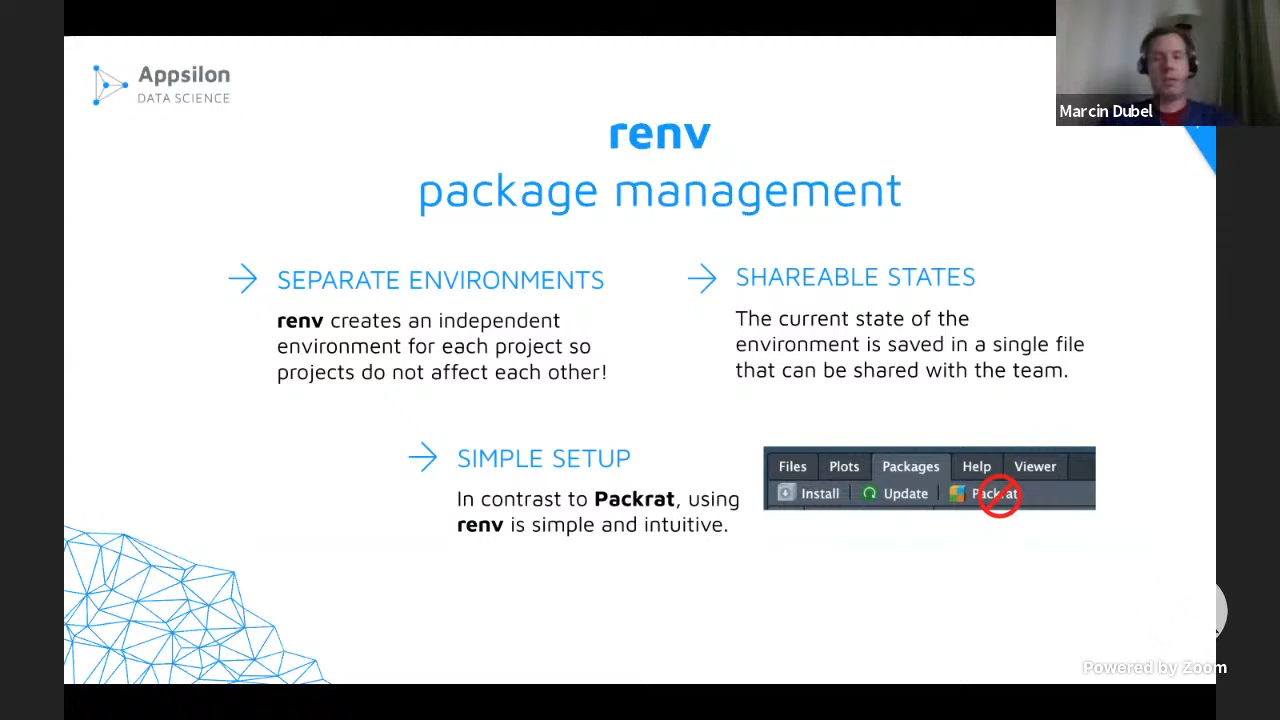 Appsilon
DATA SCIENCE
Marcin Dubel
renv
package management
SEPARATE ENVIRONMENTS
renv creates an independent
environment for each project so
projects do not affect each other!
SHAREABLE STATES
The current state of the
environment is saved in a single file
that can be shared with the team.
SIMPLE SETUP
In contrast to Packrat, using
renv is simple and intuitive.
Files Plots Packages Help Viewer
Install Update Packrat
Powered by Zoom